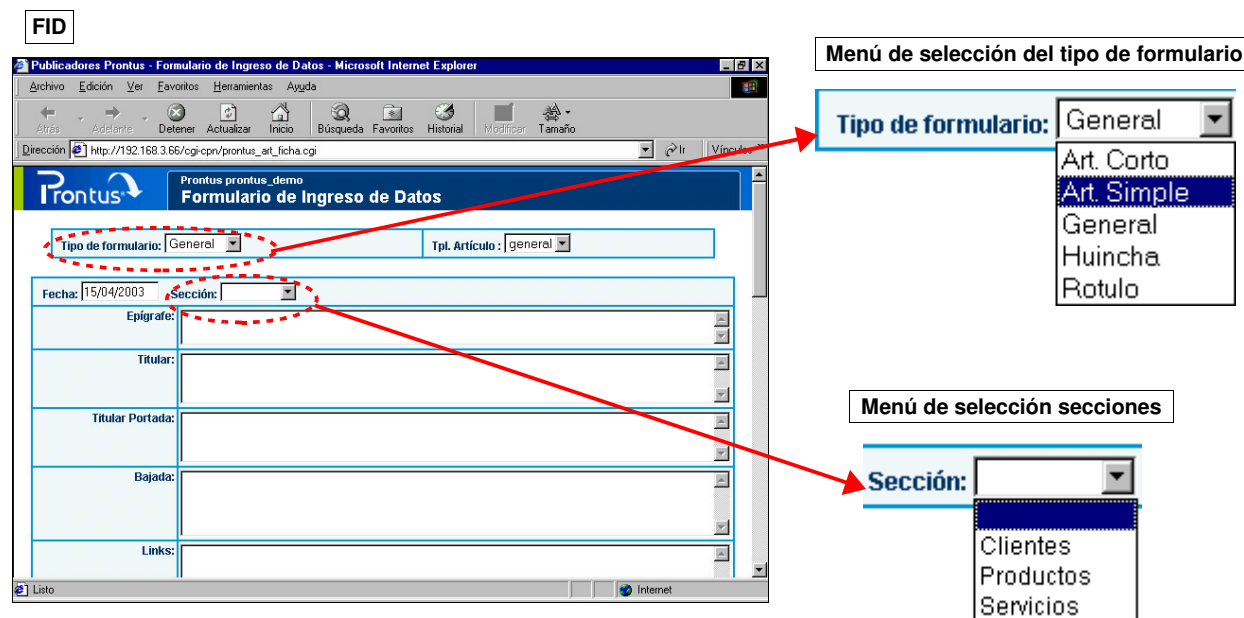 FID
Publicadores Prontus - Formulario de Ingreso de Datos - Microsoft Internet Explorer
Archivo Edición Ver Favoritos Herramientas Ayuda
Atrás Adelante Detener Actualizar Inicio Búsqueda Favoritos Historial Modificar Tamaño
Dirección http://192.168.3.66/cgi-cpn/prontus_art_ficha.cgi Ir Vínculos
Prontus
Prontus prontus_demo
Formulario de Ingreso de Datos
Tipo de formulario: General Tpl. Artículo : general
Fecha: 15/04/2003 Sección:
Epígrafe:
Titular:
Titular Portada:
Bajada:
Links:
Listo Internet
Menú de selección del tipo de formulario
Tipo de formulario: General
Art. Corto
Art. Simple
General
Huincha
Rotulo
Menú de selección secciones
Sección:
Clientes
Productos
Servicios